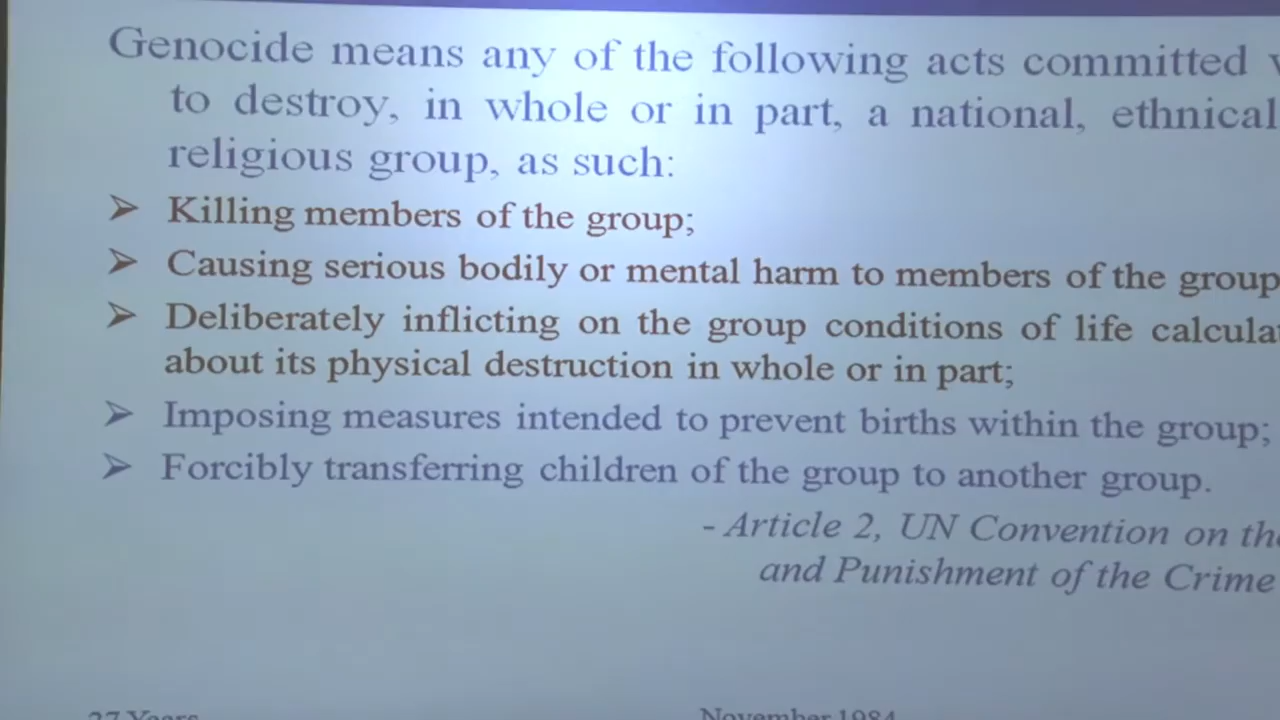 Genocide means any of the following acts committed
to destroy, in whole or in part, a national, ethnical
religious group, as such:
➤ Killing members of the group;
➤ Causing serious bodily or mental harm to members of the group
➤ Deliberately inflicting on the group conditions of life calcula
about its physical destruction in whole or in part;
➤ Imposing measures intended to prevent births within the group;
➤ Forcibly transferring children of the group to another group.
- Article 2, UN Convention on the
and Punishment of the Crime
27 Years
November 1984